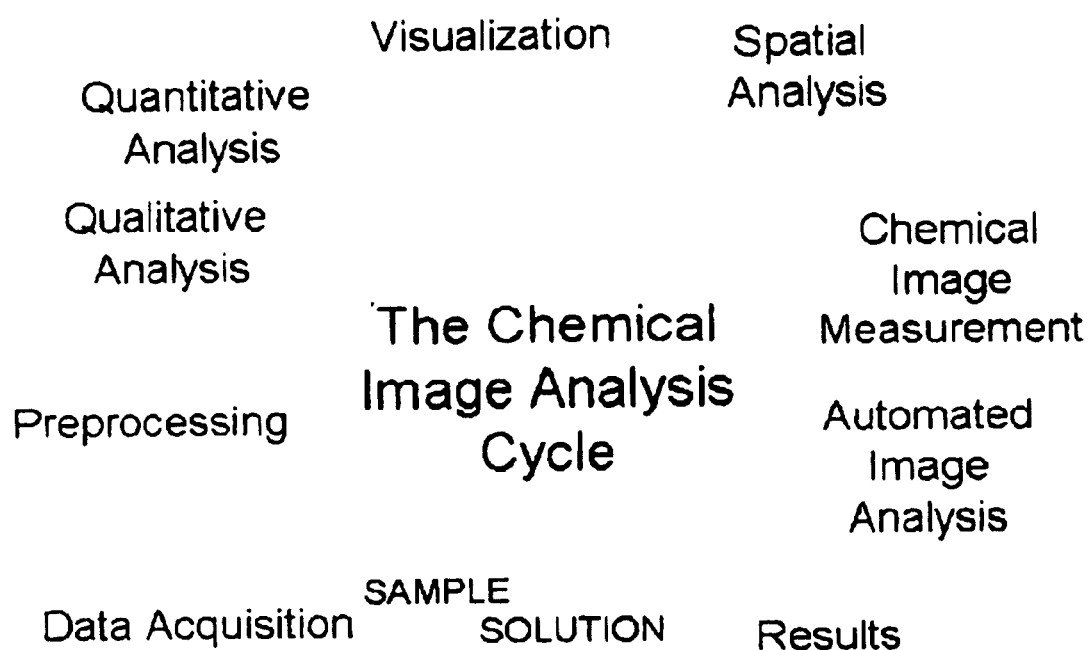 Visualization
Spatial
Analysis
Quantitative
Analysis
Qualitative
Analysis
Chemical
Image
Measurement
The Chemical
Image Analysis
Cycle
Preprocessing
Automated
Image
Analysis
SAMPLE
SOLUTION
Data Acquisition
Results